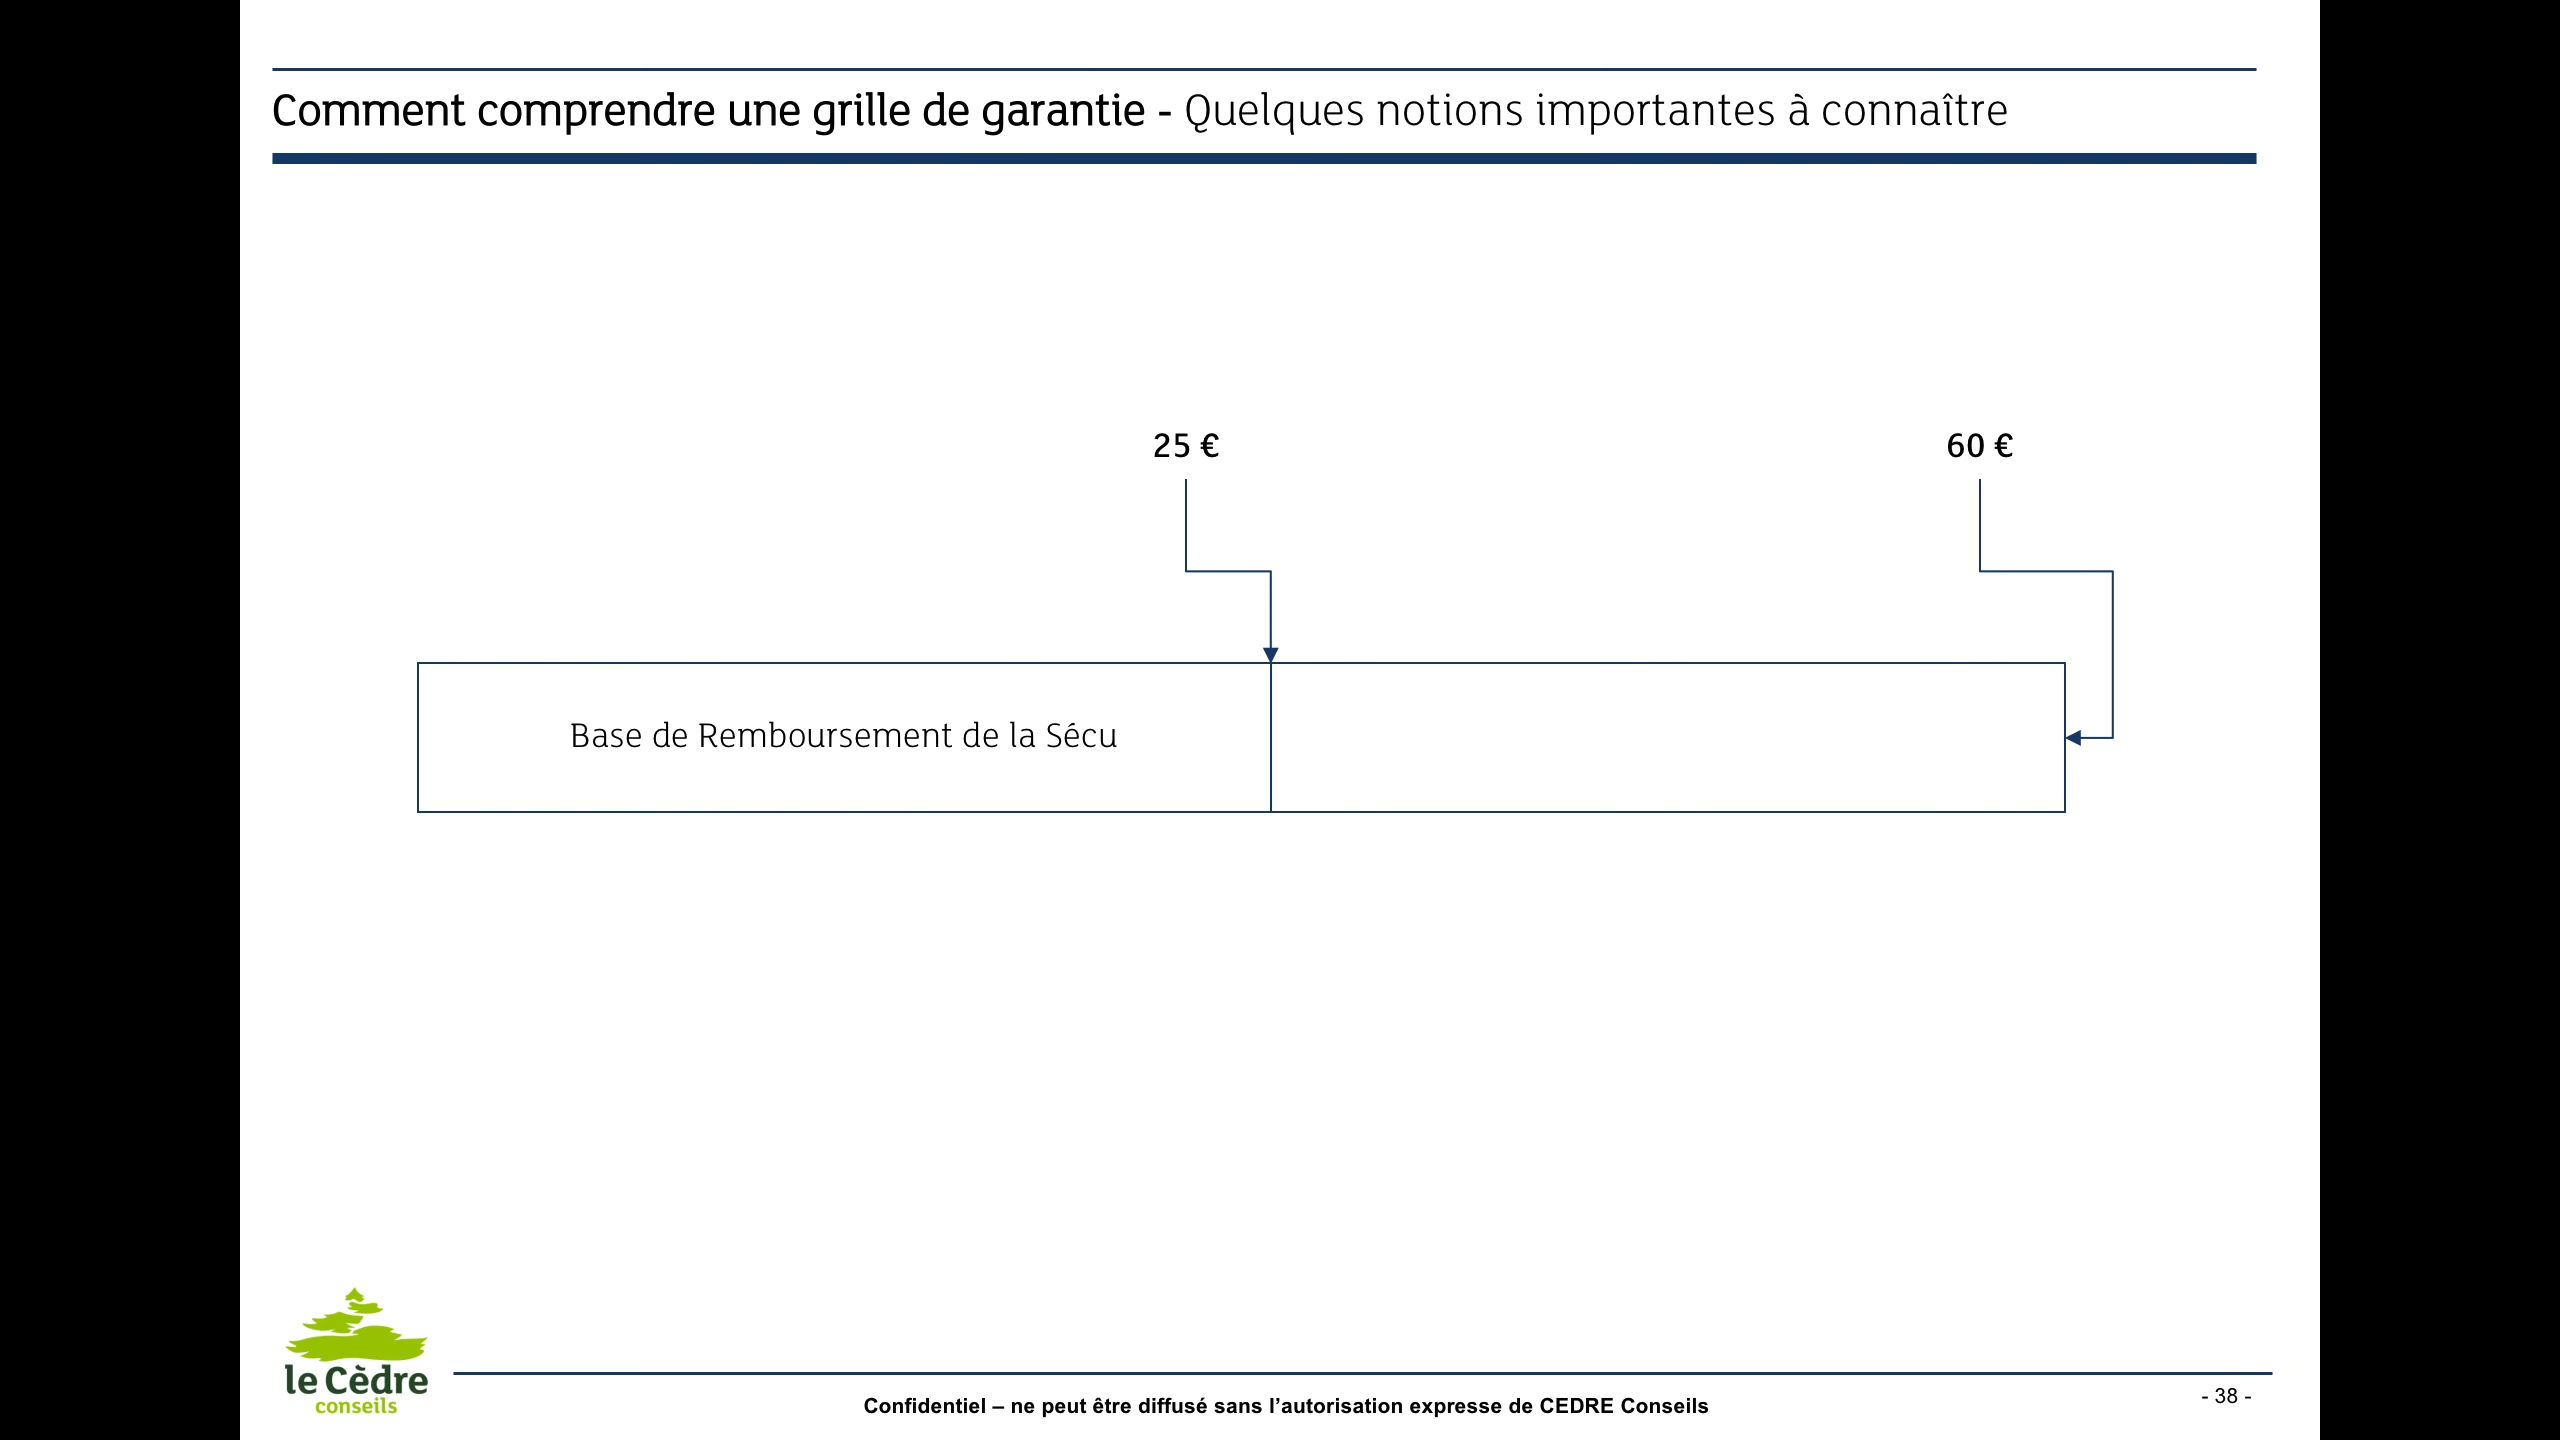 Comment comprendre une grille de garantie - Quelques notions importantes à connaître
25 €
60 €
Base de Remboursement de la Sécu
le Cèdre
conseils
Confidentiel – ne peut être diffusé sans l’autorisation expresse de CEDRE Conseils
- 38 -